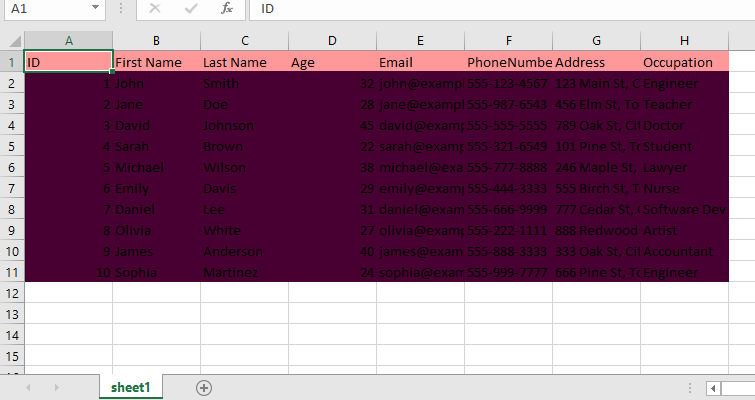 A1 fx ID
A B C D E F G H
1 ID First Name Last Name Age Email PhoneNumbe Address Occupation
2 1 John Smith 32 john@examp 555-123-4567 123 Main St, C Engineer
3 2 Jane Doe 28 jane@exampl 555-987-6543 456 Elm St, To Teacher
4 3 David Johnson 45 david@examp 555-555-5555 789 Oak St, Cit Doctor
5 4 Sarah Brown 22 sarah@examp 555-321-6549 101 Pine St, To Student
6 5 Michael Wilson 38 michael@exa 555-777-8888 246 Maple St, Lawyer
7 6 Emily Davis 29 emily@examp 555-444-3333 555 Birch St, T Nurse
8 7 Daniel Lee 31 daniel@exam 555-666-9999 777 Cedar St, Software Dev
9 8 Olivia White 27 olivia@examp 555-222-1111 888 Redwood Artist
10 9 James Anderson 40 james@exam 555-888-3333 333 Oak St, Cit Accountant
11 10 Sophia Martinez 24 sophia@exam 555-999-7777 666 Pine St, To Engineer
12
13
14
15
sheet1